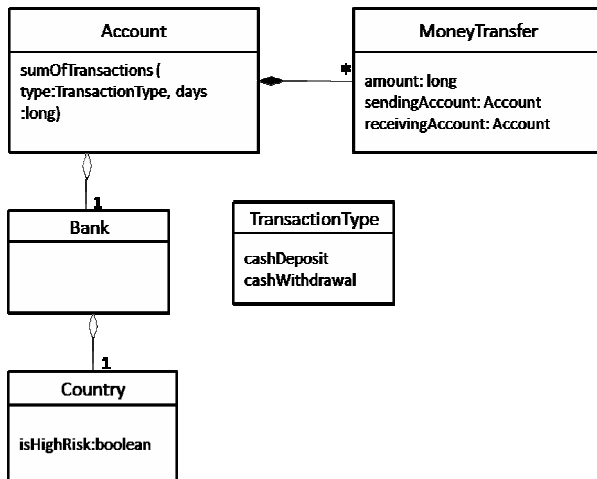 Account
sumOfTransactions (
type:TransactionType, days
:long)
MoneyTransfer
*
amount: long
sendingAccount: Account
receivingAccount: Account
1
Bank
TransactionType
cashDeposit
cashWithdrawal
1
Country
isHighRisk:boolean